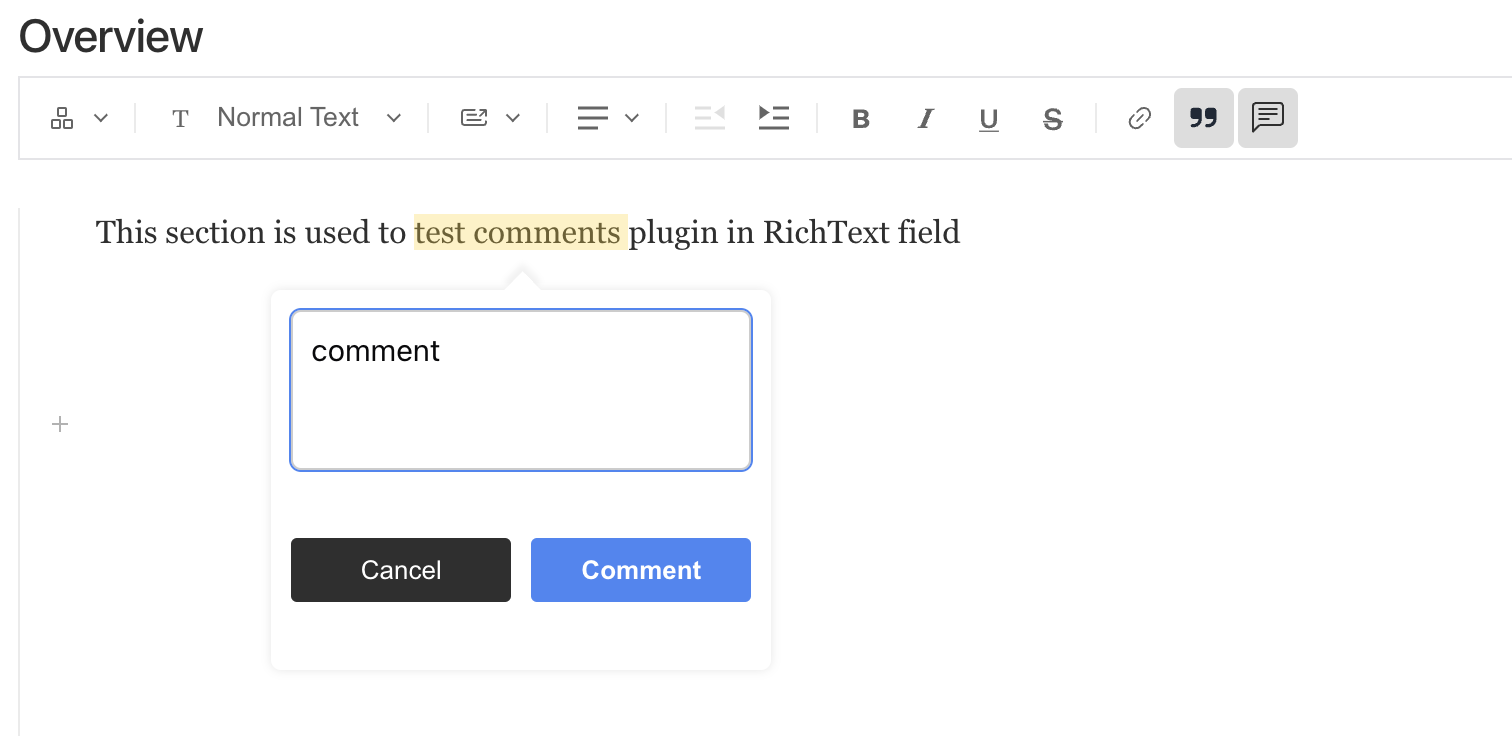 Overview
T Normal Text B I U S
This section is used to test comments plugin in RichText field
comment
Cancel Comment